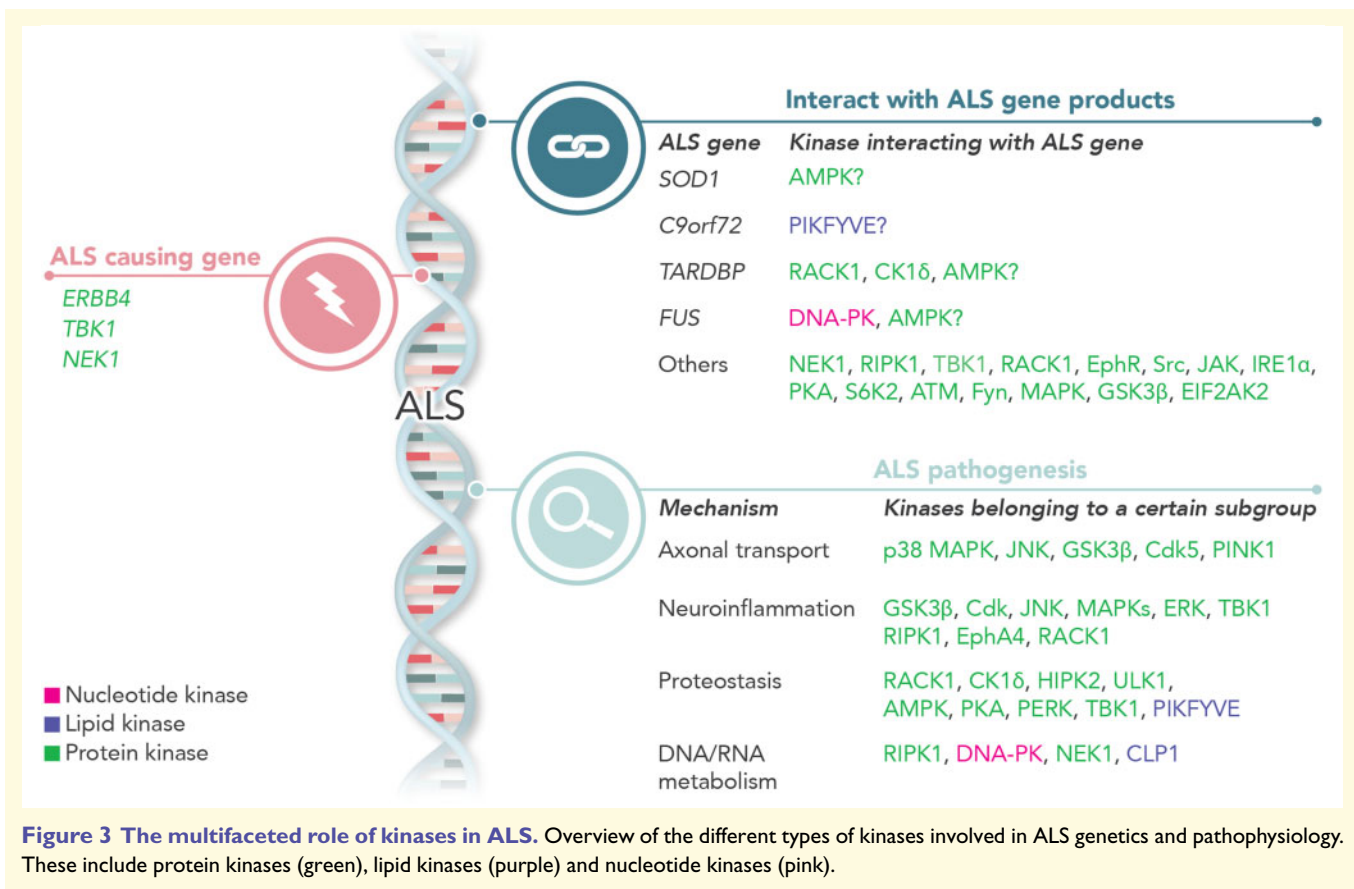 Interact with ALS gene products
ALS gene Kinase interacting with ALS gene
SOD1 AMPK?
C9orf72 PIKFYVE?
TARDBP RACK1, CK1δ, AMPK?
FUS DNA-PK, AMPK?
Others NEK1, RIPK1, TBK1, RACK1, EphR, Src, JAK, IRE1α,
PKA, S6K2, ATM, Fyn, MAPK, GSK3β, EIF2AK2
ALS causing gene
ERBB4
TBK1
NEK1
ALS
ALS pathogenesis
Mechanism Kinases belonging to a certain subgroup
Axonal transport p38 MAPK, JNK, GSK3β, Cdk5, PINK1
Neuroinflammation GSK3β, Cdk, JNK, MAPKs, ERK, TBK1
RIPK1, EphA4, RACK1
Proteostasis RACK1, CK1δ, HIPK2, ULK1,
AMPK, PKA, PERK, TBK1, PIKFYVE
DNA/RNA RIPK1, DNA-PK, NEK1, CLP1
metabolism
Nucleotide kinase
Lipid kinase
Protein kinase
Figure 3 The multifaceted role of kinases in ALS. Overview of the different types of kinases involved in ALS genetics and pathophysiology.
These include protein kinases (green), lipid kinases (purple) and nucleotide kinases (pink).